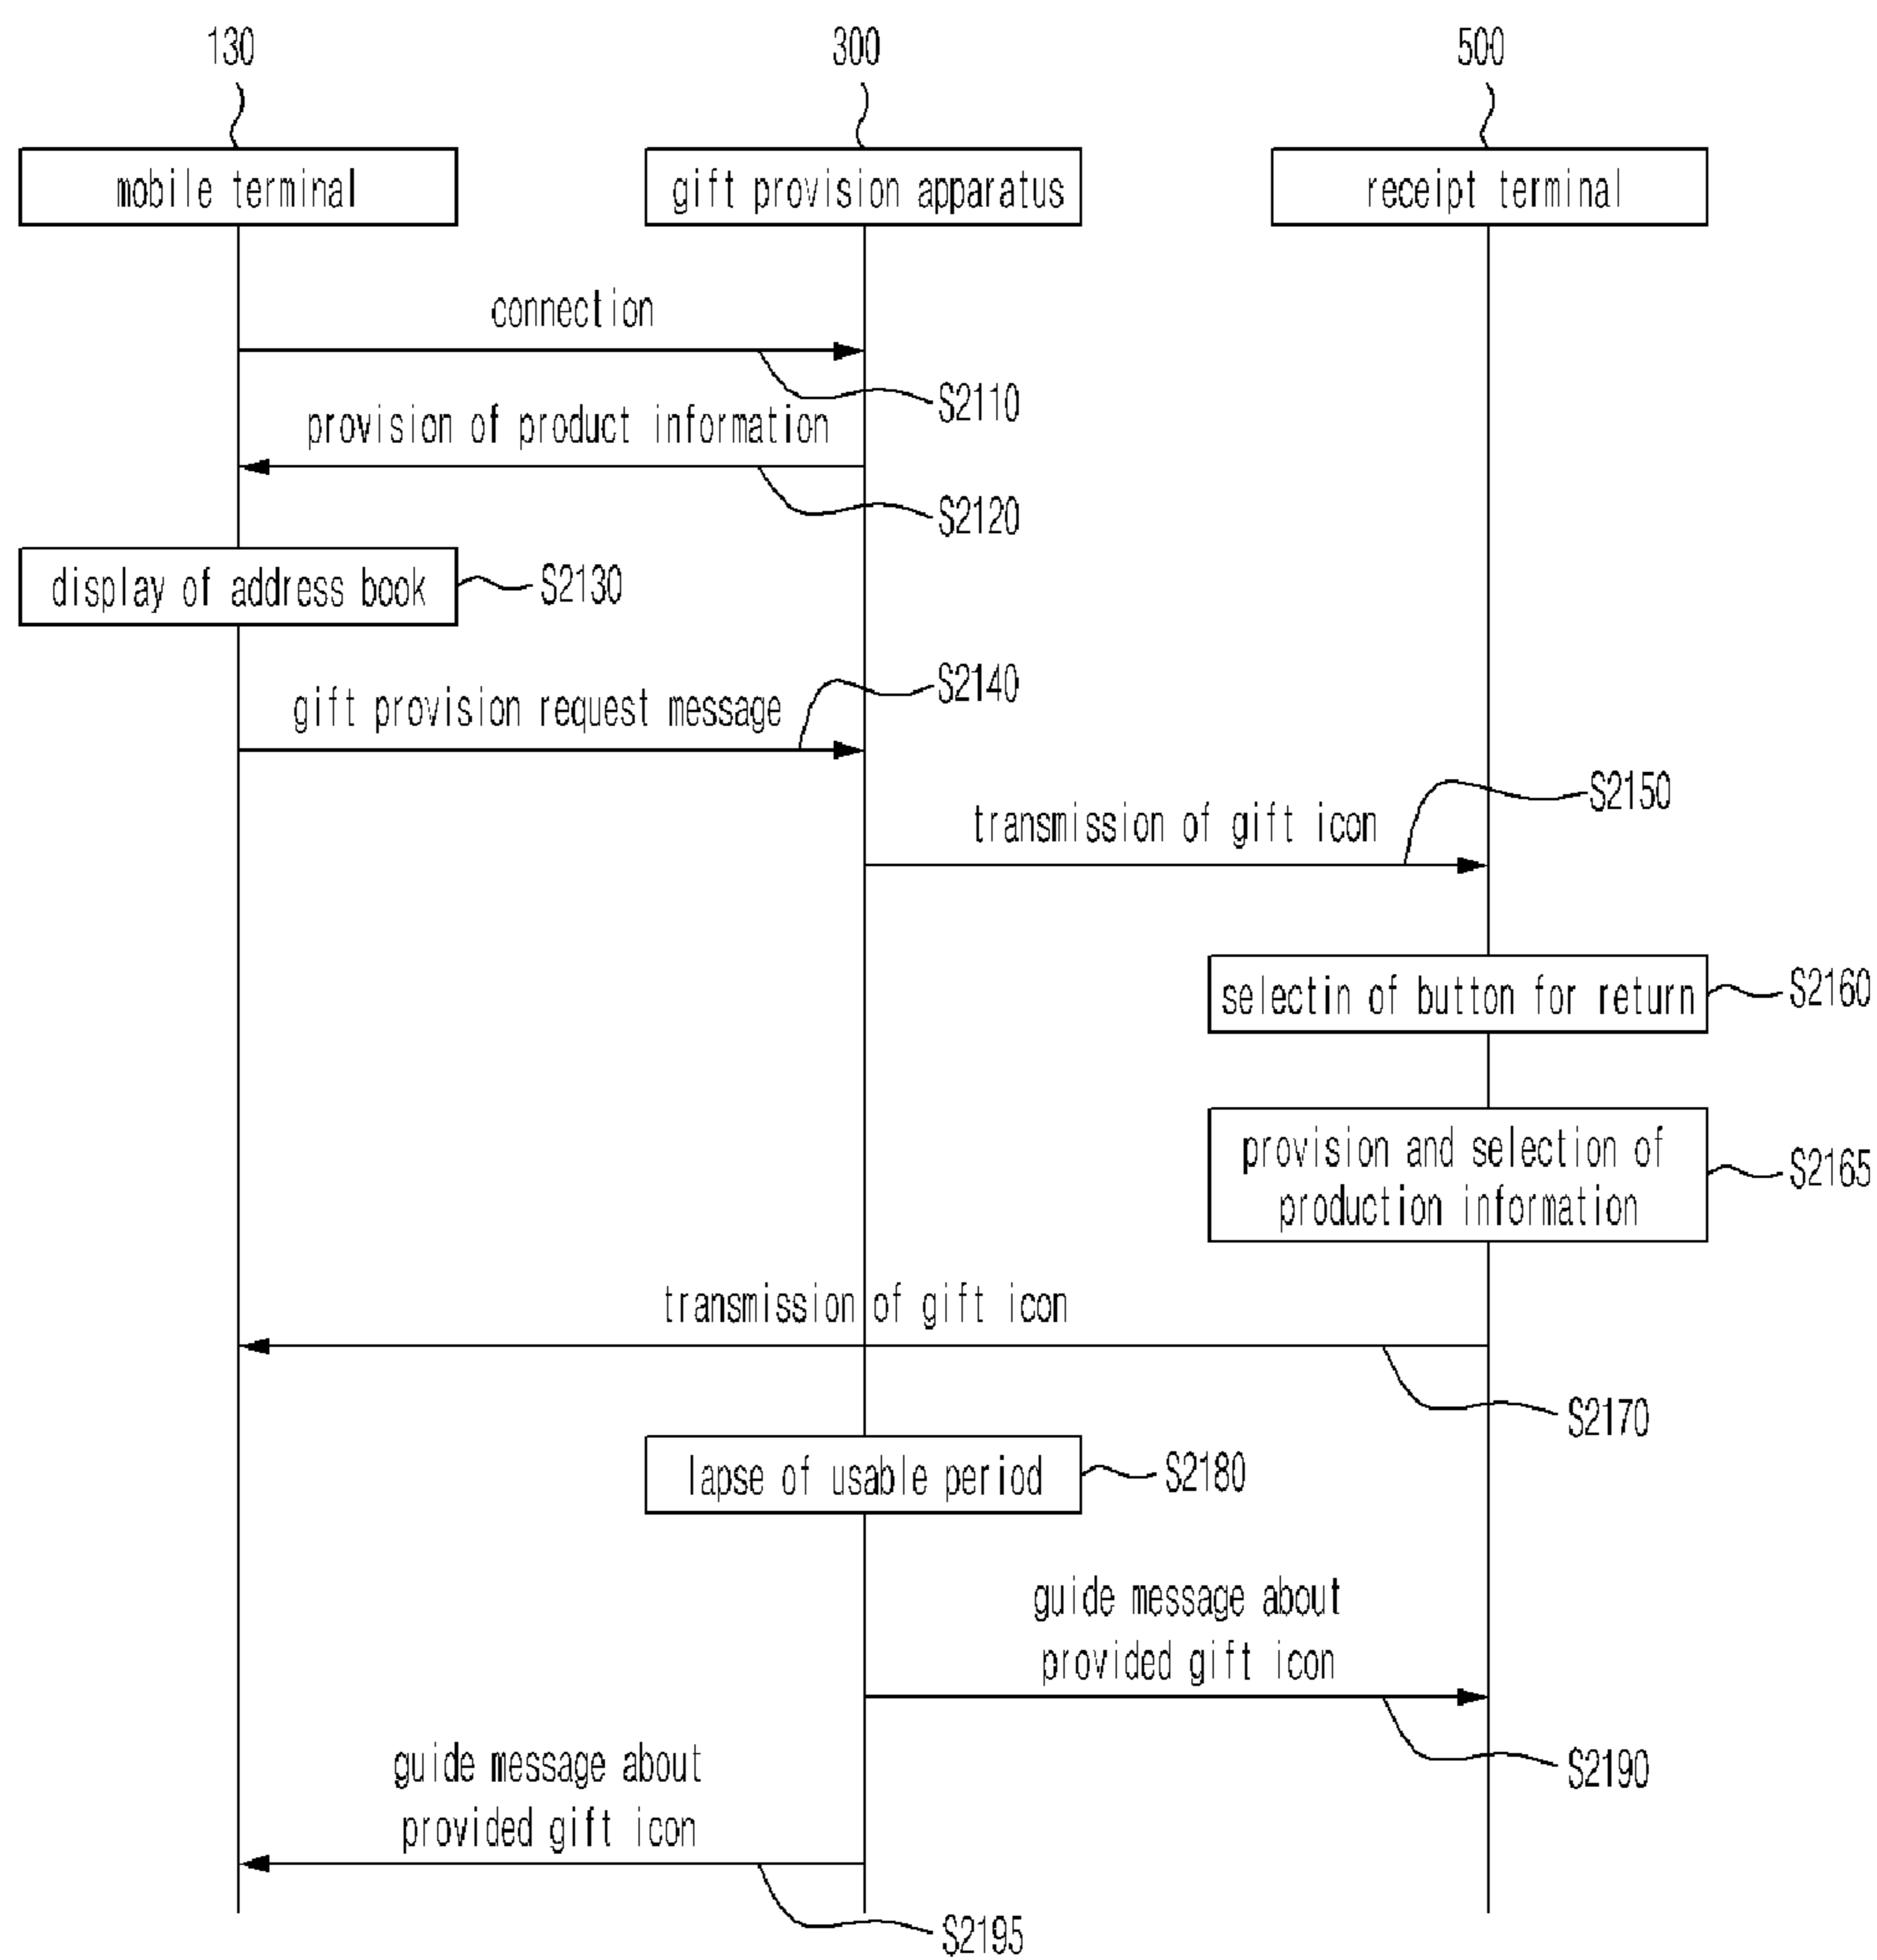 130
300
500
mobile terminal
gift provision apparatus
receipt terminal
connection
S2110
provision of product information
S2120
display of address book
S2130
gift provision request message
S2140
transmission of gift icon
S2150
selectin of button for return
S2160
provision and selection of
production information
S2165
transmission of gift icon
S2170
lapse of usable period
S2180
guide message about
provided gift icon
S2190
guide message about
provided gift icon
S2195